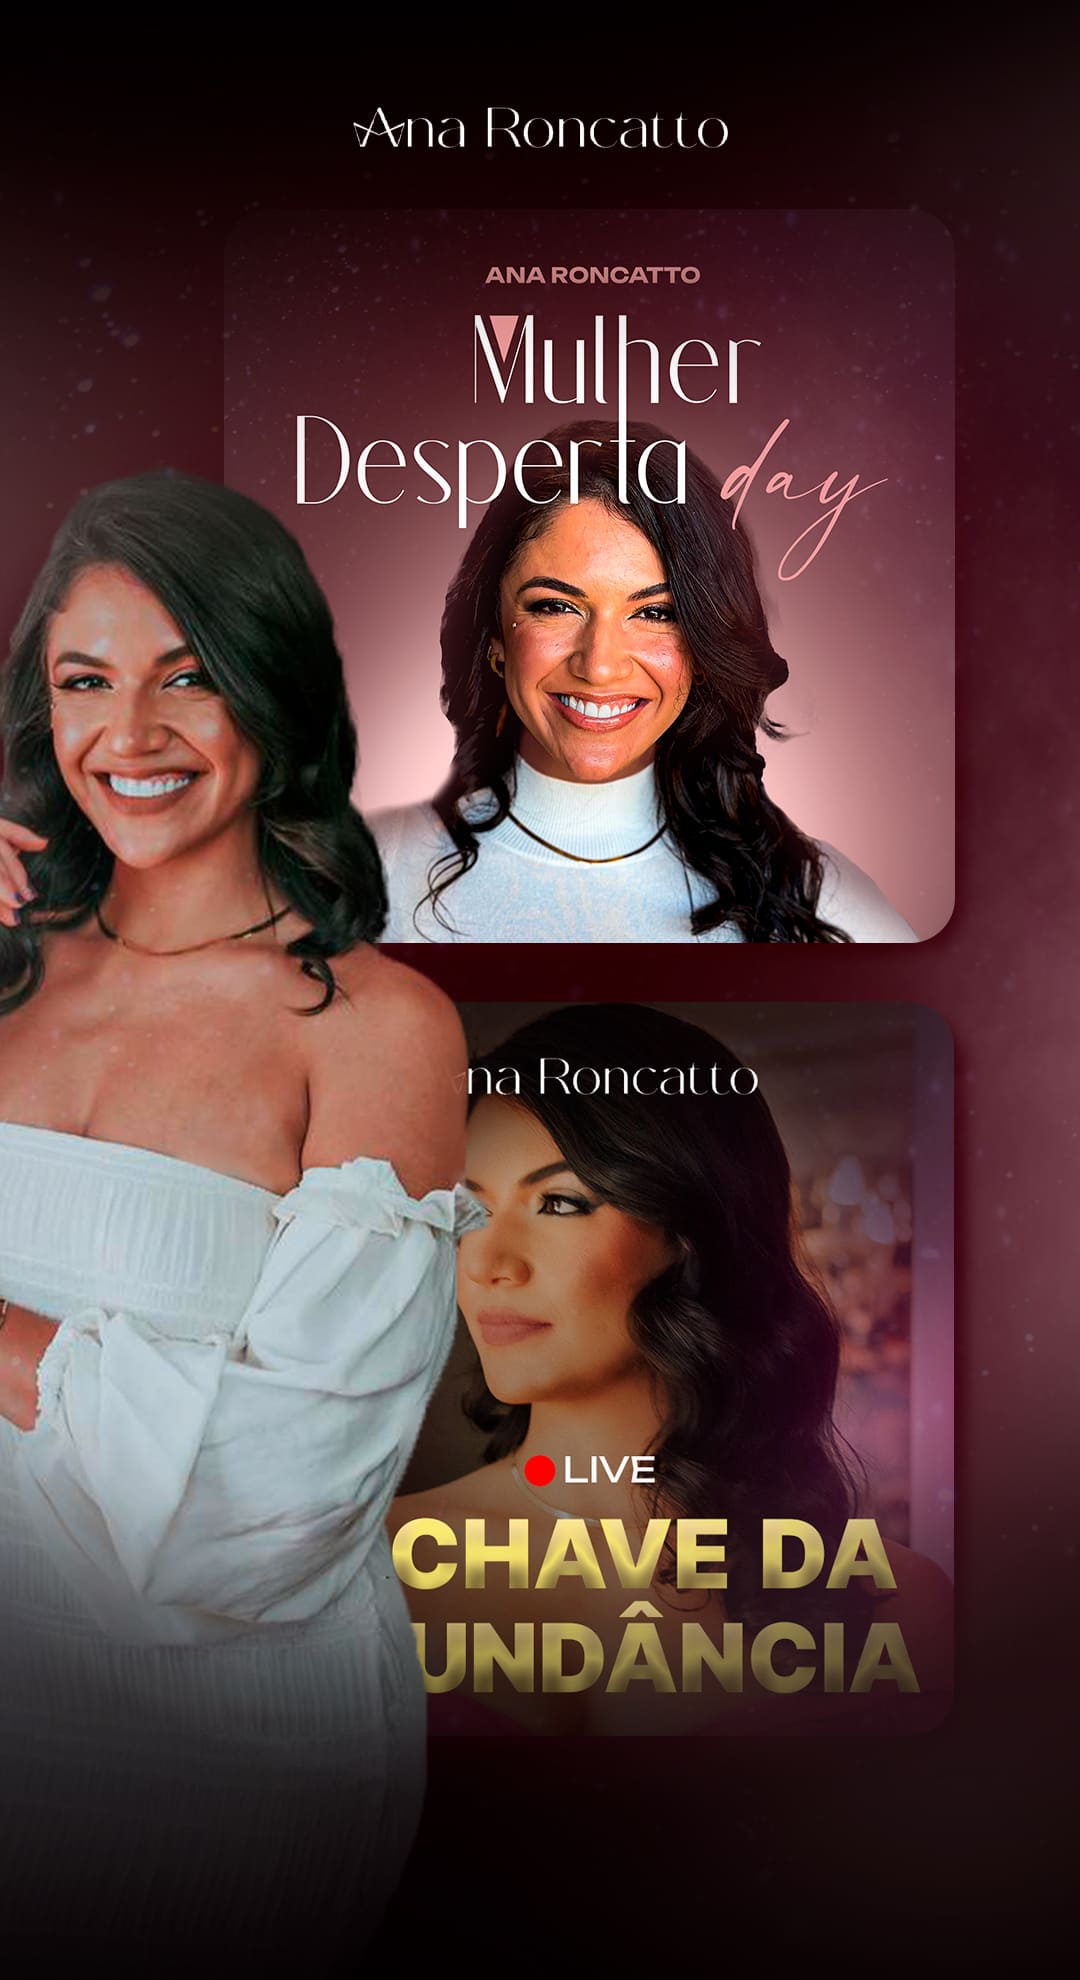 Ana Roncatto
ANA RONCATTO
Mulher
Desperta day
na Roncatto
LIVE
CHAVE DA
UNDÂNCIA